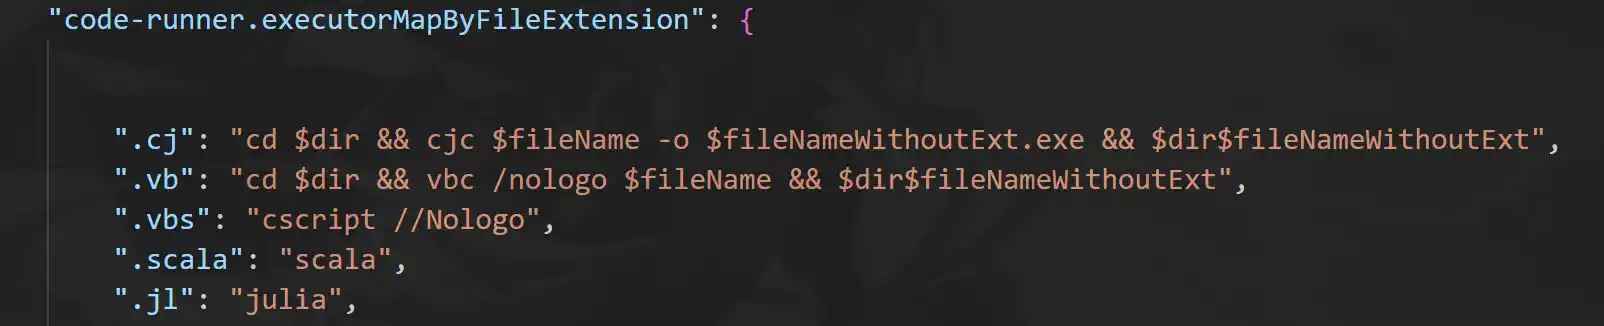 "code-runner.executorMapByFileExtension": {
".cj": "cd $dir && cjc $fileName -o $fileNameWithoutExt.exe && $dir$fileNameWithoutExt",
".vb": "cd $dir && vbc /nologo $fileName && $dir$fileNameWithoutExt",
".vbs": "cscript //Nologo",
".scala": "scala",
".jl": "julia",